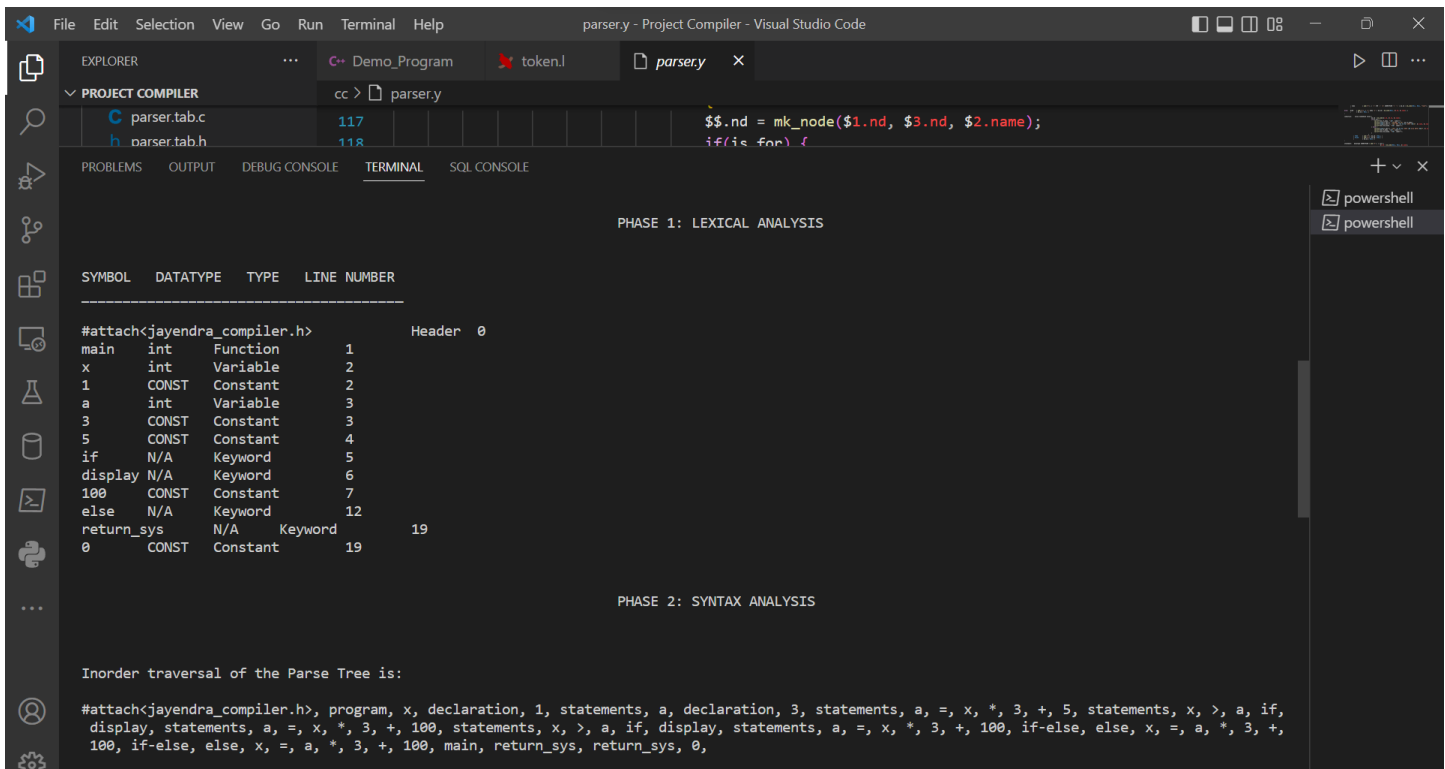 File Edit Selection View Go Run Terminal Help parser.y - Project Compiler - Visual Studio Code
EXPLORER ... C++ Demo_Program token.l parser.y
PROJECT COMPILER cc > parser.y
C parser.tab.c 117 $$.nd = mk_node($1.nd, $3.nd, $2.name);
h parser.tab.h 118 if(is_for) {
PROBLEMS OUTPUT DEBUG CONSOLE TERMINAL SQL CONSOLE
powershell
powershell
PHASE 1: LEXICAL ANALYSIS
SYMBOL DATATYPE TYPE LINE NUMBER
_______________________________________
#attach<jayendra_compiler.h> Header 0
main int Function 1
x int Variable 2
1 CONST Constant 2
a int Variable 3
3 CONST Constant 3
5 CONST Constant 4
if N/A Keyword 5
display N/A Keyword 6
100 CONST Constant 7
else N/A Keyword 12
return_sys N/A Keyword 19
0 CONST Constant 19
PHASE 2: SYNTAX ANALYSIS
Inorder traversal of the Parse Tree is:
#attach<jayendra_compiler.h>, program, x, declaration, 1, statements, a, declaration, 3, statements, a, =, x, *, 3, +, 5, statements, x, >, a, if,
display, statements, a, =, x, *, 3, +, 100, statements, x, >, a, if, display, statements, a, =, x, *, 3, +, 100, if-else, else, x, =, a, *, 3, +,
100, if-else, else, x, =, a, *, 3, +, 100, main, return_sys, return_sys, 0,